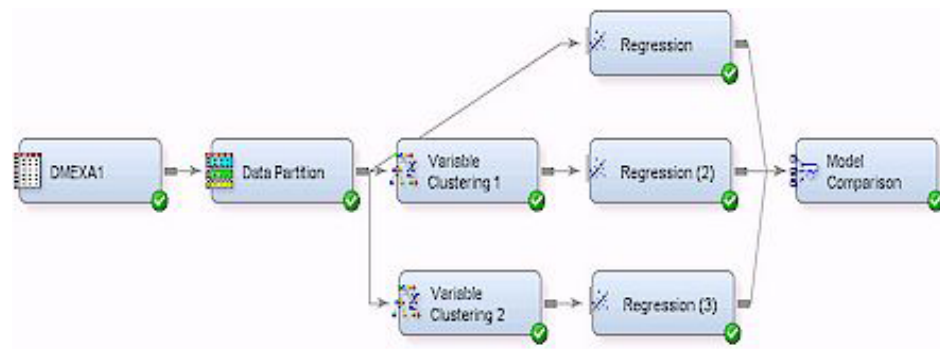 Regression
DMEXA1
Data Partition
Variable
Clustering 1
Regression (2)
Model
Comparison
Variable
Clustering 2
Regression (3)